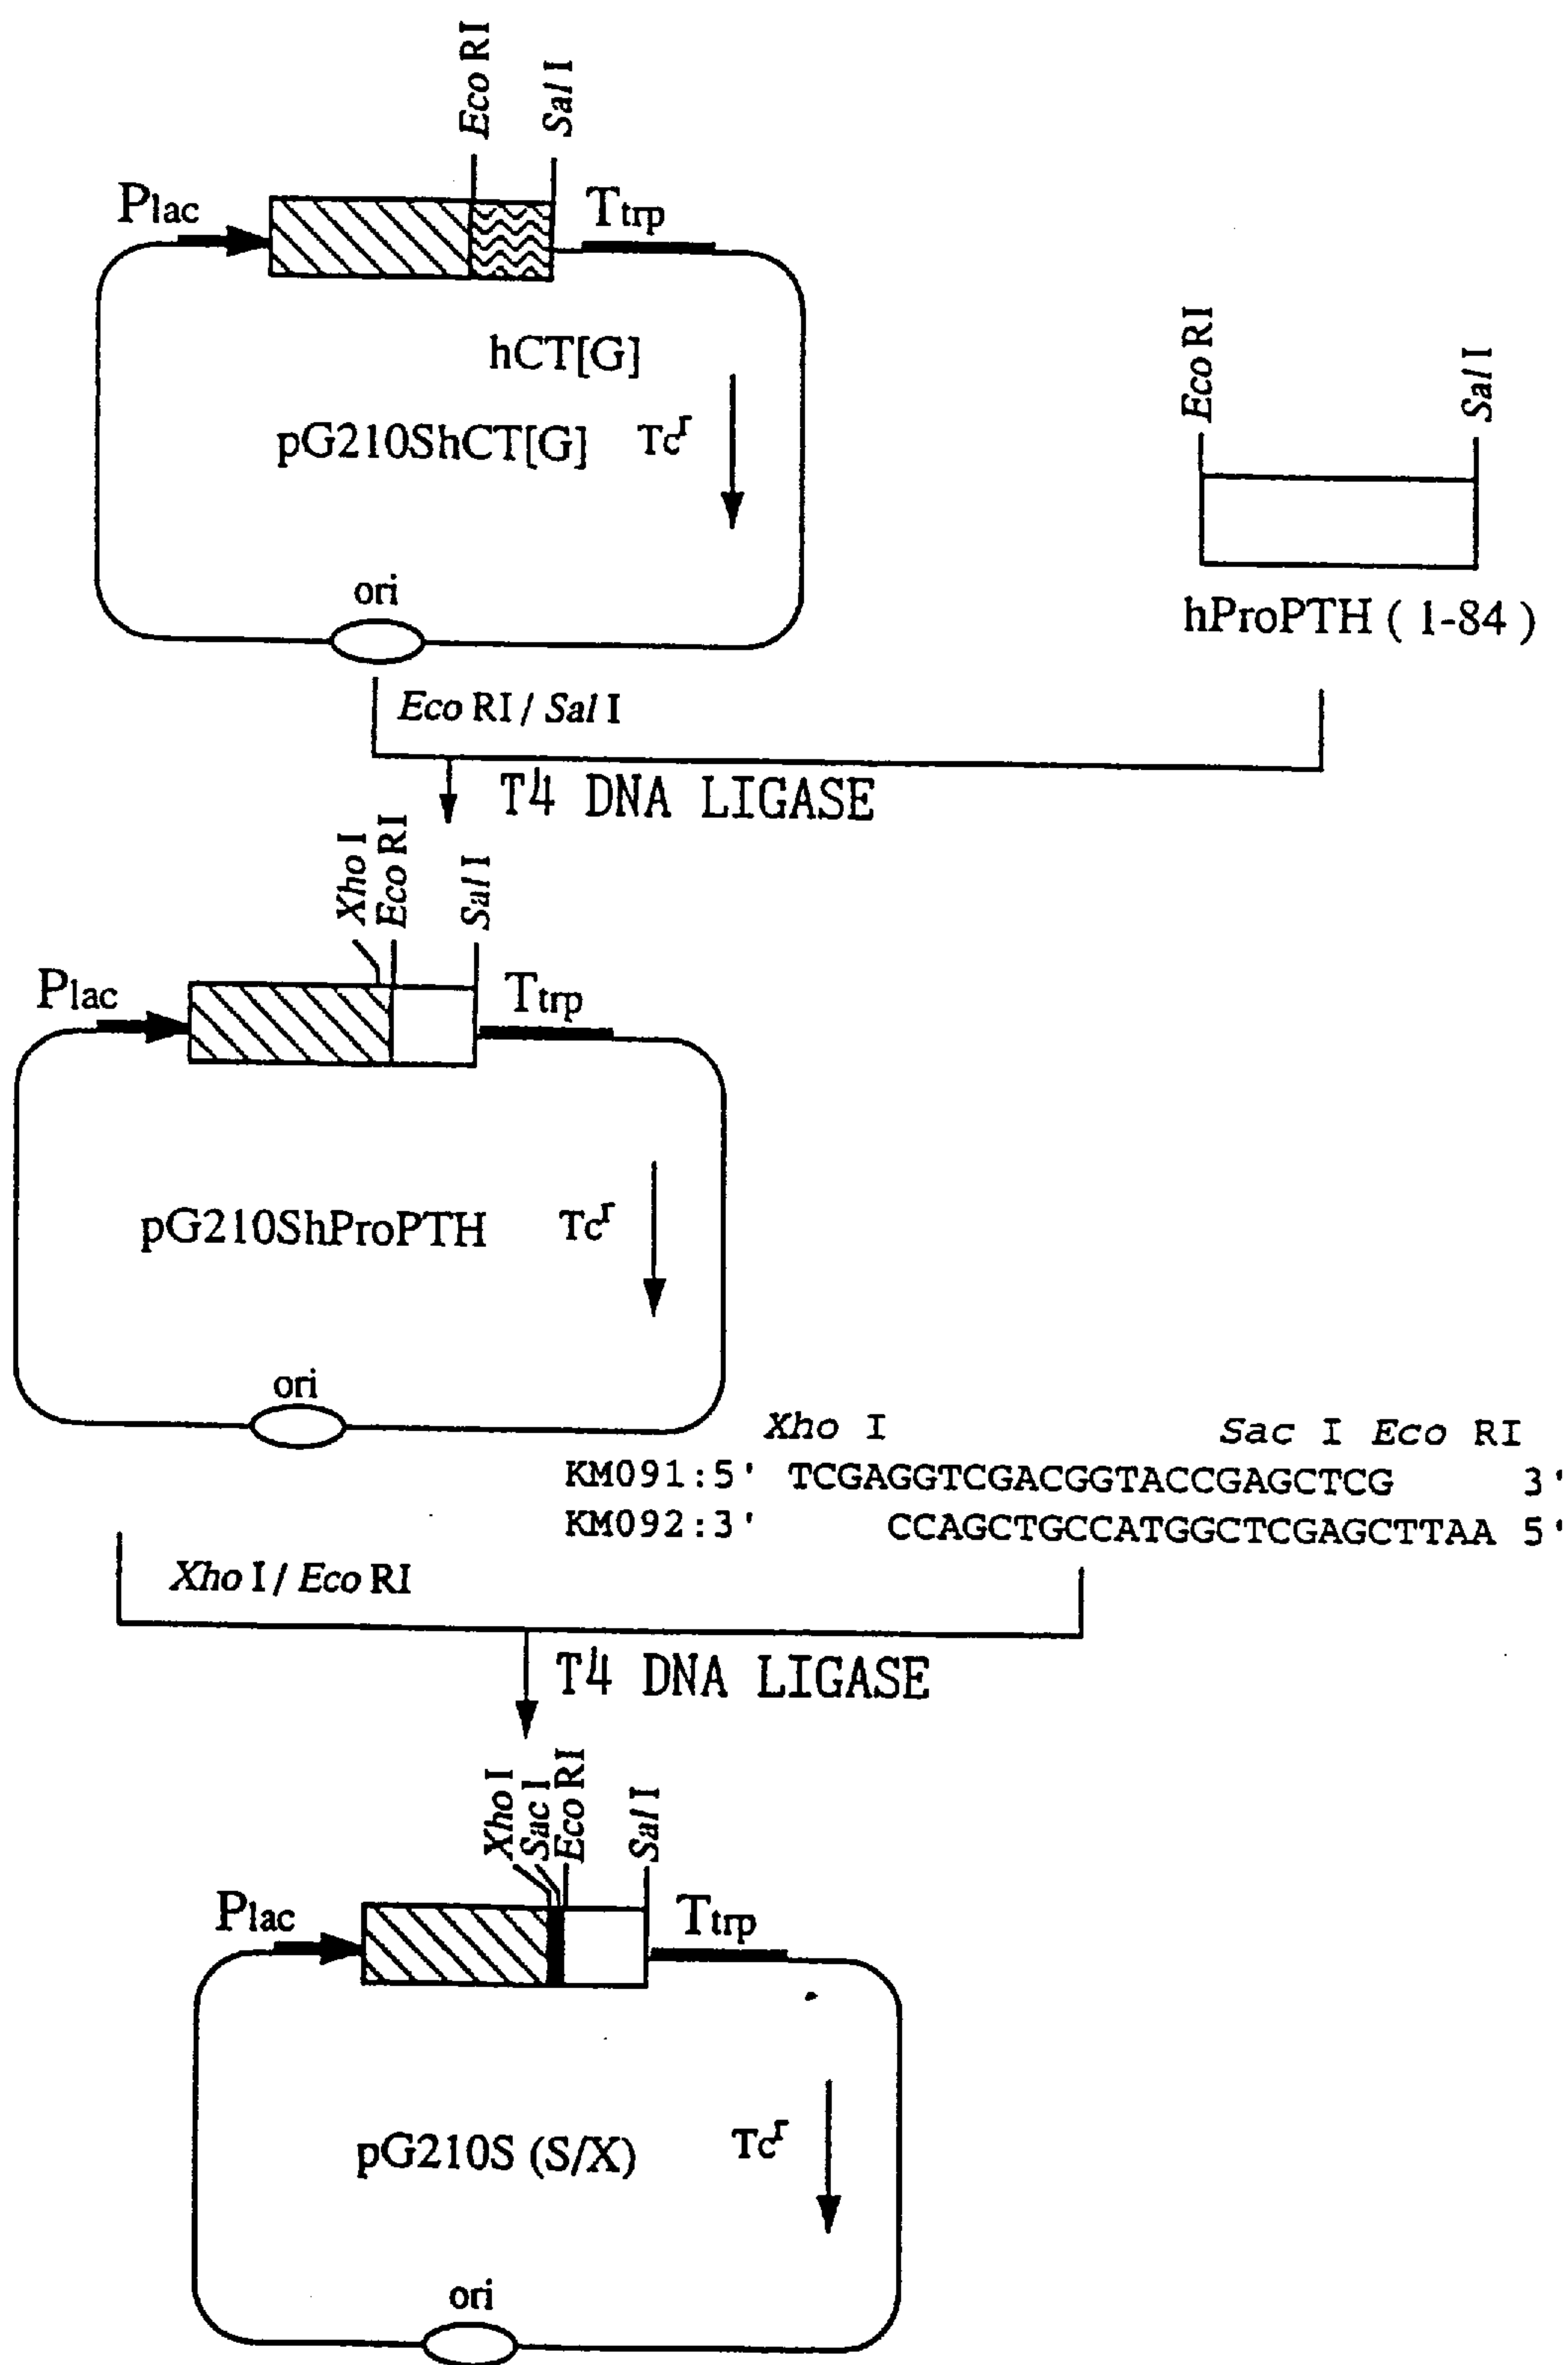 Eco RI
Sal I
Plac
Ttrp
hCT[G]
pG210ShCT[G]
Tcr
ori
Eco RI
Sal I
hProPTH ( 1-84 )
Eco RI / Sal I
T4 DNA LIGASE
Xho I
Eco RI
Sal I
Plac
Ttrp
pG210ShProPTH
Tcr
ori
Xho I
Sac I Eco RI
KM091:5' TCGAGGTCGACGGTACCGAGCTCG 3'
KM092:3' CCAGCTGCCATGGCTCGAGCTTAA 5'
Xho I / Eco RI
T4 DNA LIGASE
Xho I
Sac I
Eco RI
Sal I
Plac
Ttrp
pG210S (S/X)
Tcr
ori